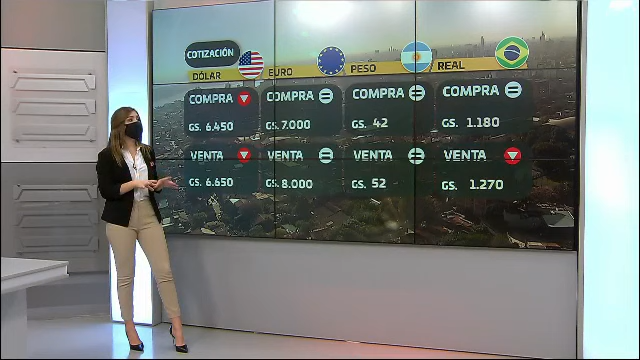 COTIZACIÓN
DÓLAR EURO PESO REAL
COMPRA COMPRA COMPRA COMPRA
GS. 6.450 GS. 7.000 GS. 42 GS. 1.180
VENTA VENTA VENTA VENTA
GS. 6.650 GS. 8.000 GS. 52 GS. 1.270